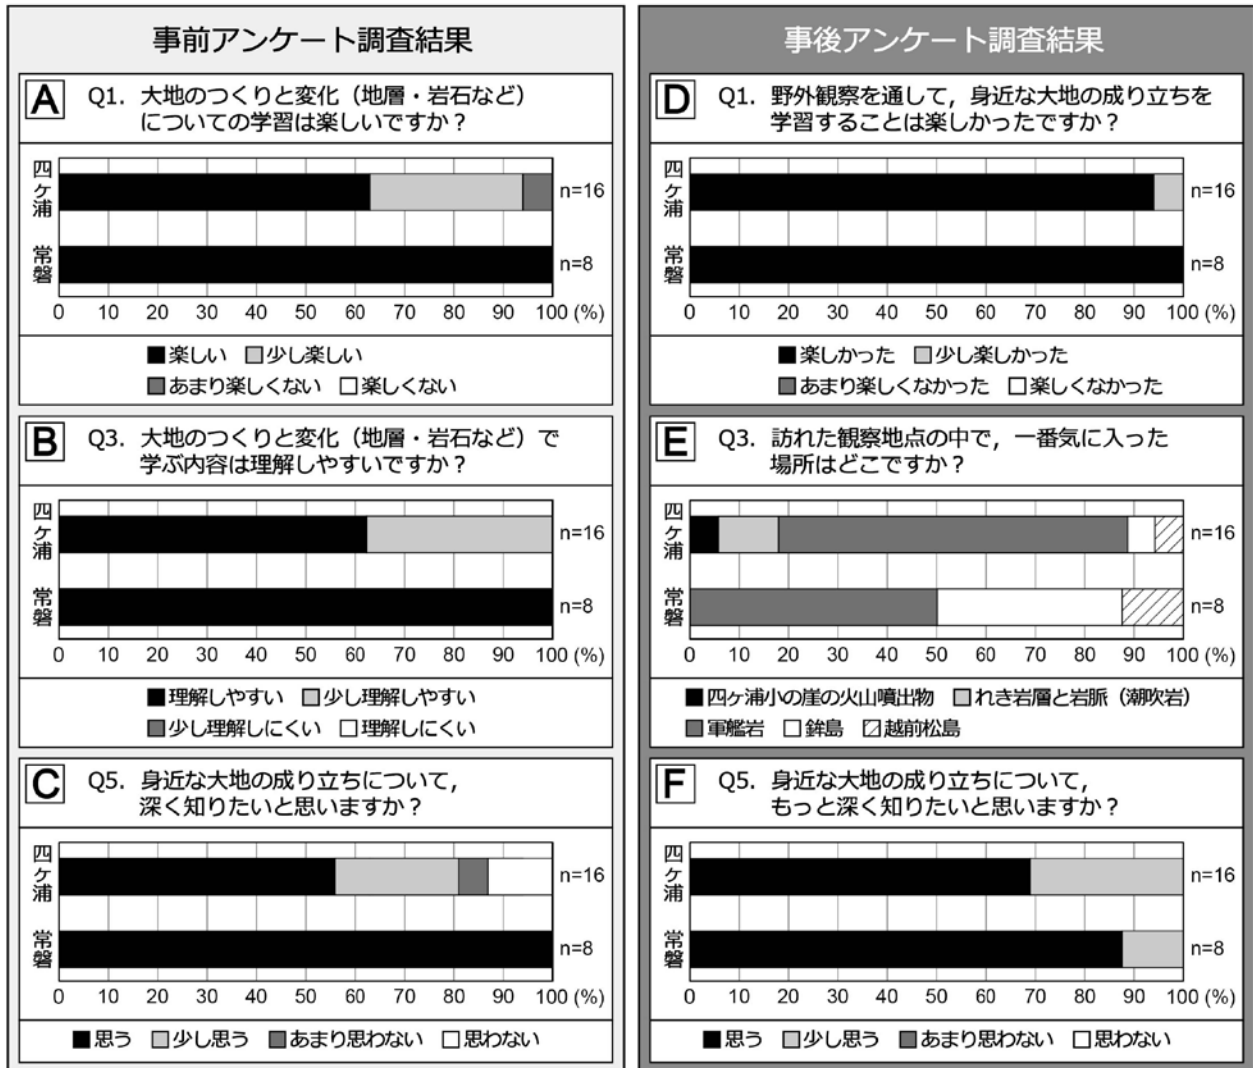 事前アンケート調査結果
A Q1. 大地のつくりと変化（地層・岩石など）
についての学習は楽しいですか？
四ヶ浦 n=16
常磐 n=8
0 10 20 30 40 50 60 70 80 90 100 (%)
■楽しい □少し楽しい
■あまり楽しくない □楽しくない
B Q3. 大地のつくりと変化（地層・岩石など）で
学ぶ内容は理解しやすいですか？
四ヶ浦 n=16
常磐 n=8
0 10 20 30 40 50 60 70 80 90 100 (%)
■理解しやすい □少し理解しやすい
■少し理解しにくい □理解しにくい
C Q5. 身近な大地の成り立ちについて，
深く知りたいと思いますか？
四ヶ浦 n=16
常磐 n=8
0 10 20 30 40 50 60 70 80 90 100 (%)
■思う □少し思う ■あまり思わない □思わない
事後アンケート調査結果
D Q1. 野外観察を通して，身近な大地の成り立ちを
学習することは楽しかったですか？
四ヶ浦 n=16
常磐 n=8
0 10 20 30 40 50 60 70 80 90 100 (%)
■楽しかった □少し楽しかった
■あまり楽しくなかった □楽しくなかった
E Q3. 訪れた観察地点の中で，一番気に入った
場所はどこですか？
四ヶ浦 n=16
常磐 n=8
0 10 20 30 40 50 60 70 80 90 100 (%)
■四ヶ浦小の崖の火山噴出物 □れき岩層と岩脈（潮吹岩）
■軍艦岩 □鉾島 □越前松島
F Q5. 身近な大地の成り立ちについて，
もっと深く知りたいと思いますか？
四ヶ浦 n=16
常磐 n=8
0 10 20 30 40 50 60 70 80 90 100 (%)
■思う □少し思う ■あまり思わない □思わない